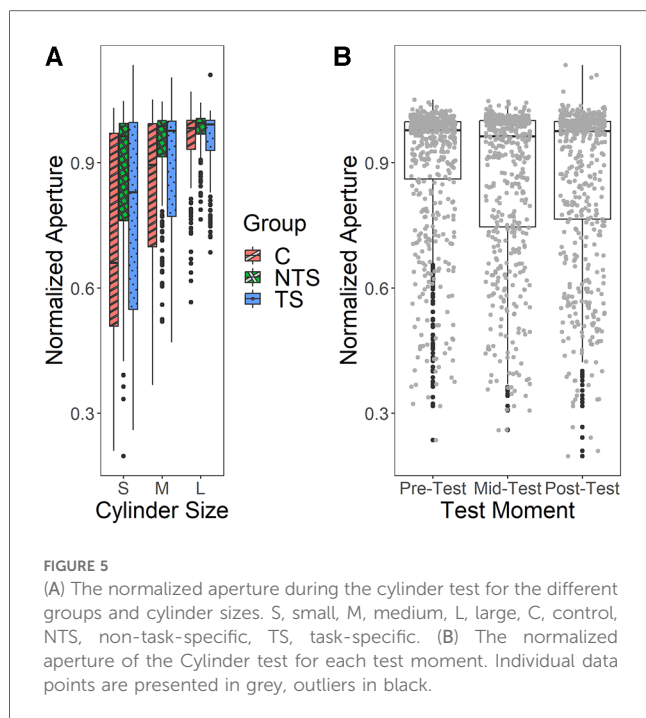 A
Normalized Aperture
0.9
0.6
0.3
S M L
Cylinder Size
Group
C
NTS
TS
B
Normalized Aperture
0.9
0.6
0.3
Pre-Test Mid-Test Post-Test
Test Moment
FIGURE 5
(A) The normalized aperture during the cylinder test for the different
groups and cylinder sizes. S, small, M, medium, L, large, C, control,
NTS, non-task-specific, TS, task-specific. (B) The normalized
aperture of the Cylinder test for each test moment. Individual data
points are presented in grey, outliers in black.